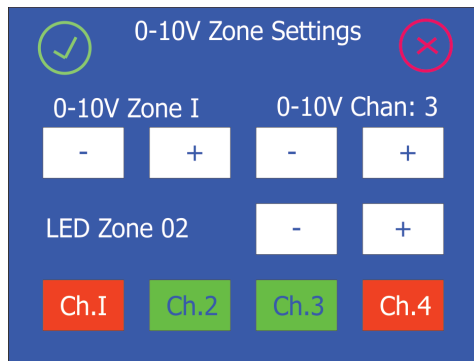 0-10V Zone Settings
0-10V Zone I 0-10V Chan: 3
- + - +
LED Zone 02 - +
Ch.I Ch.2 Ch.3 Ch.4